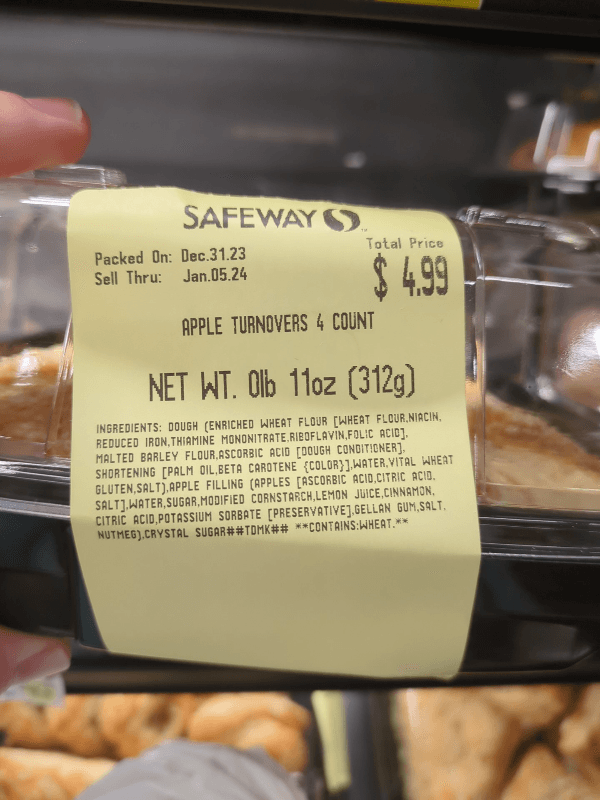 SAFEWAY
Total Price
Packed On: Dec.31.23
Sell Thru: Jan.05.24
$ 4.99
APPLE TURNOVERS 4 COUNT
NET WT. 0lb 11oz (312g)
INGREDIENTS: DOUGH (ENRICHED WHEAT FLOUR [WHEAT FLOUR,NIACIN,
REDUCED IRON,THIAMINE MONONITRATE,RIBOFLAVIN,FOLIC ACID],
MALTED BARLEY FLOUR,ASCORBIC ACID [DOUGH CONDITIONER],
SHORTENING [PALM OIL,BETA CAROTENE {COLOR}],WATER,VITAL WHEAT
GLUTEN,SALT),APPLE FILLING (APPLES [ASCORBIC ACID,CITRIC ACID,
SALT],WATER,SUGAR,MODIFIED CORNSTARCH,LEMON JUICE,CINNAMON,
CITRIC ACID,POTASSIUM SORBATE [PRESERVATIVE],GELLAN GUM,SALT,
NUTMEG),CRYSTAL SUGAR##TDMK## **CONTAINS:WHEAT.**